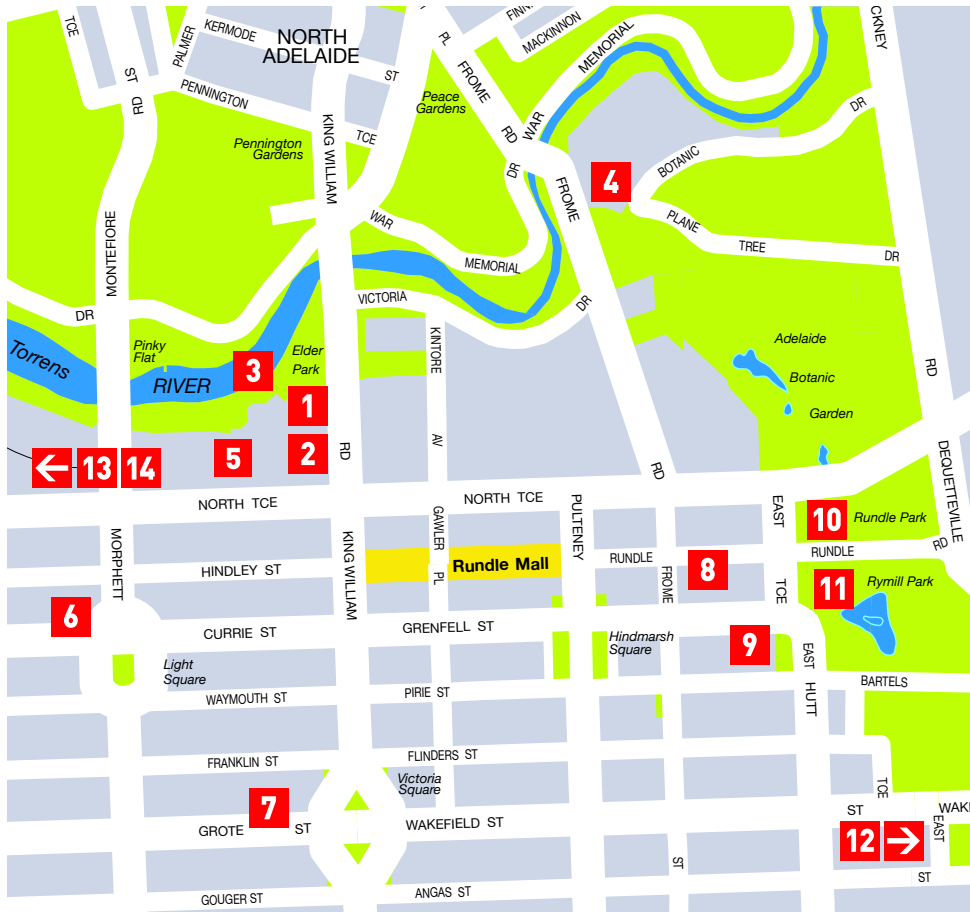 TCE
PALMER
KERMODE
ST
NORTH
ADELAIDE
PENNINGTON
TCE
ST RD
PL
FROME
RD
MACKINNON
WAR
MEMORIAL
DR
CKNEY
RD
Peace
Gardens
Pennington
Gardens
KING WILLIAM
RD
MONTEFIORE
WAR
MEMORIAL
DR
FROME
RD
4
BOTANIC
DR
PLANE
TREE
DR
DR
VICTORIA
DR
KINTORE
AV
Torrens
RIVER
Pinky
Flat
3
Elder
Park
1
2
5
13
14
Adelaide
Botanic
Garden
NORTH TCE
NORTH TCE
MORPHETT
HINDLEY ST
KING WILLIAM
GAWLER
PL
Rundle Mall
PULTENEY
RUNDLE
FROME
8
EAST
TCE
10
Rundle Park
RUNDLE
RD
DEQUETTEVILLE
11
Rymill Park
6
CURRIE ST
GRENFELL ST
Hindmarsh
Square
9
Light
Square
WAYMOUTH ST
PIRIE ST
EAST
HUTT
BARTELS
FRANKLIN ST
FLINDERS ST
Victoria
Square
7
GROTE
ST
WAKEFIELD ST
TCE
ST
EAST
12
ST
GOUGER ST
ANGAS ST
ST